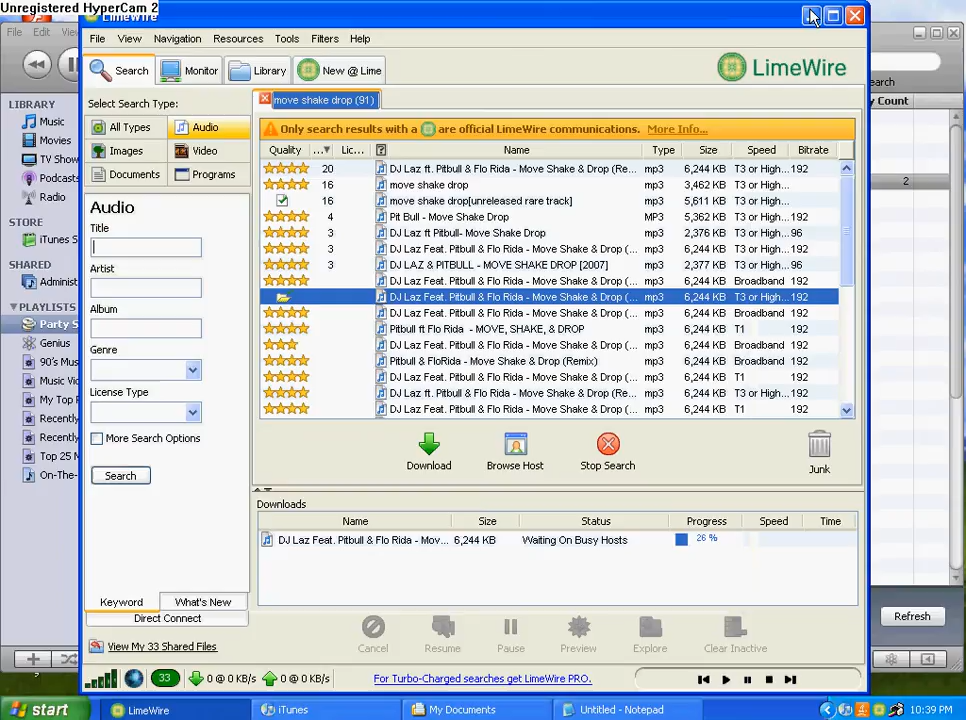 Unregistered HyperCam 2
LimeWire
File Edit
File View Navigation Resources Tools Filters Help
Search Monitor Library New @ Lime
LimeWire
earch
y Count
2
LIBRARY
Music
Movies
TV Show
Podcasts
Radio
STORE
iTunes S
SHARED
Administ
PLAYLISTS
Party S
Genius
90's Mus
Music Vi
My Top
Recently
Recently
Top 25 M
On-The-
Select Search Type:
All Types Audio
Images Video
Documents Programs
Audio
Title
Artist
Album
Genre
License Type
More Search Options
Search
Keyword What's New
Direct Connect
View My 33 Shared Files
move shake drop (91)
Only search results with a are official LimeWire communications. More Info...
Quality ... Lic... Name Type Size Speed Bitrate
20 DJ Laz ft. Pitbull & Flo Rida - Move Shake & Drop (Re... mp3 6,244 KB T3 or High... 192
16 move shake drop mp3 3,462 KB T3 or High...
16 move shake drop[unreleased rare track] mp3 5,611 KB T3 or High...
4 Pit Bull - Move Shake Drop MP3 5,362 KB T3 or High... 192
3 DJ Laz ft Pitbull- Move Shake Drop mp3 2,376 KB T3 or High... 96
3 DJ Laz Feat. Pitbull & Flo Rida - Move Shake & Drop (... mp3 6,244 KB T3 or High... 192
3 DJ LAZ & PITBULL - MOVE SHAKE DROP [2007] mp3 2,377 KB T3 or High... 96
DJ Laz Feat. Pitbull & Flo Rida - Move Shake & Drop (... mp3 6,244 KB Broadband 192
DJ Laz Feat. Pitbull & Flo Rida - Move Shake & Drop (... mp3 6,244 KB T3 or High... 192
DJ Laz Feat. Pitbull & Flo Rida - Move Shake & Drop (... mp3 6,244 KB Broadband 192
Pitbull ft Flo Rida - MOVE, SHAKE, & DROP mp3 6,244 KB T1 192
DJ Laz Feat. Pitbull & Flo Rida - Move Shake & Drop (... mp3 6,244 KB Broadband 192
Pitbull & FloRida - Move Shake & Drop (Remix) mp3 6,244 KB Broadband 192
DJ Laz Feat. Pitbull & Flo Rida - Move Shake & Drop (... mp3 6,244 KB T1 192
DJ Laz ft. Pitbull & Flo Rida - Move Shake & Drop (... mp3 6,244 KB T3 or High... 192
DJ Laz Feat. Pitbull & Flo Rida - Move Shake & Drop (... mp3 6,244 KB T1 192
Download Browse Host Stop Search Junk
Downloads
Name Size Status Progress Speed Time
DJ Laz Feat. Pitbull & Flo Rida - Mov... 6,244 KB Waiting On Busy Hosts 26 %
Cancel Resume Pause Preview Explore Clear Inactive
Refresh
33 0 @ 0 KB/s 0 @ 0 KB/s For Turbo-Charged searches get LimeWire PRO.
start LimeWire iTunes My Documents Untitled - Notepad 10:39 PM